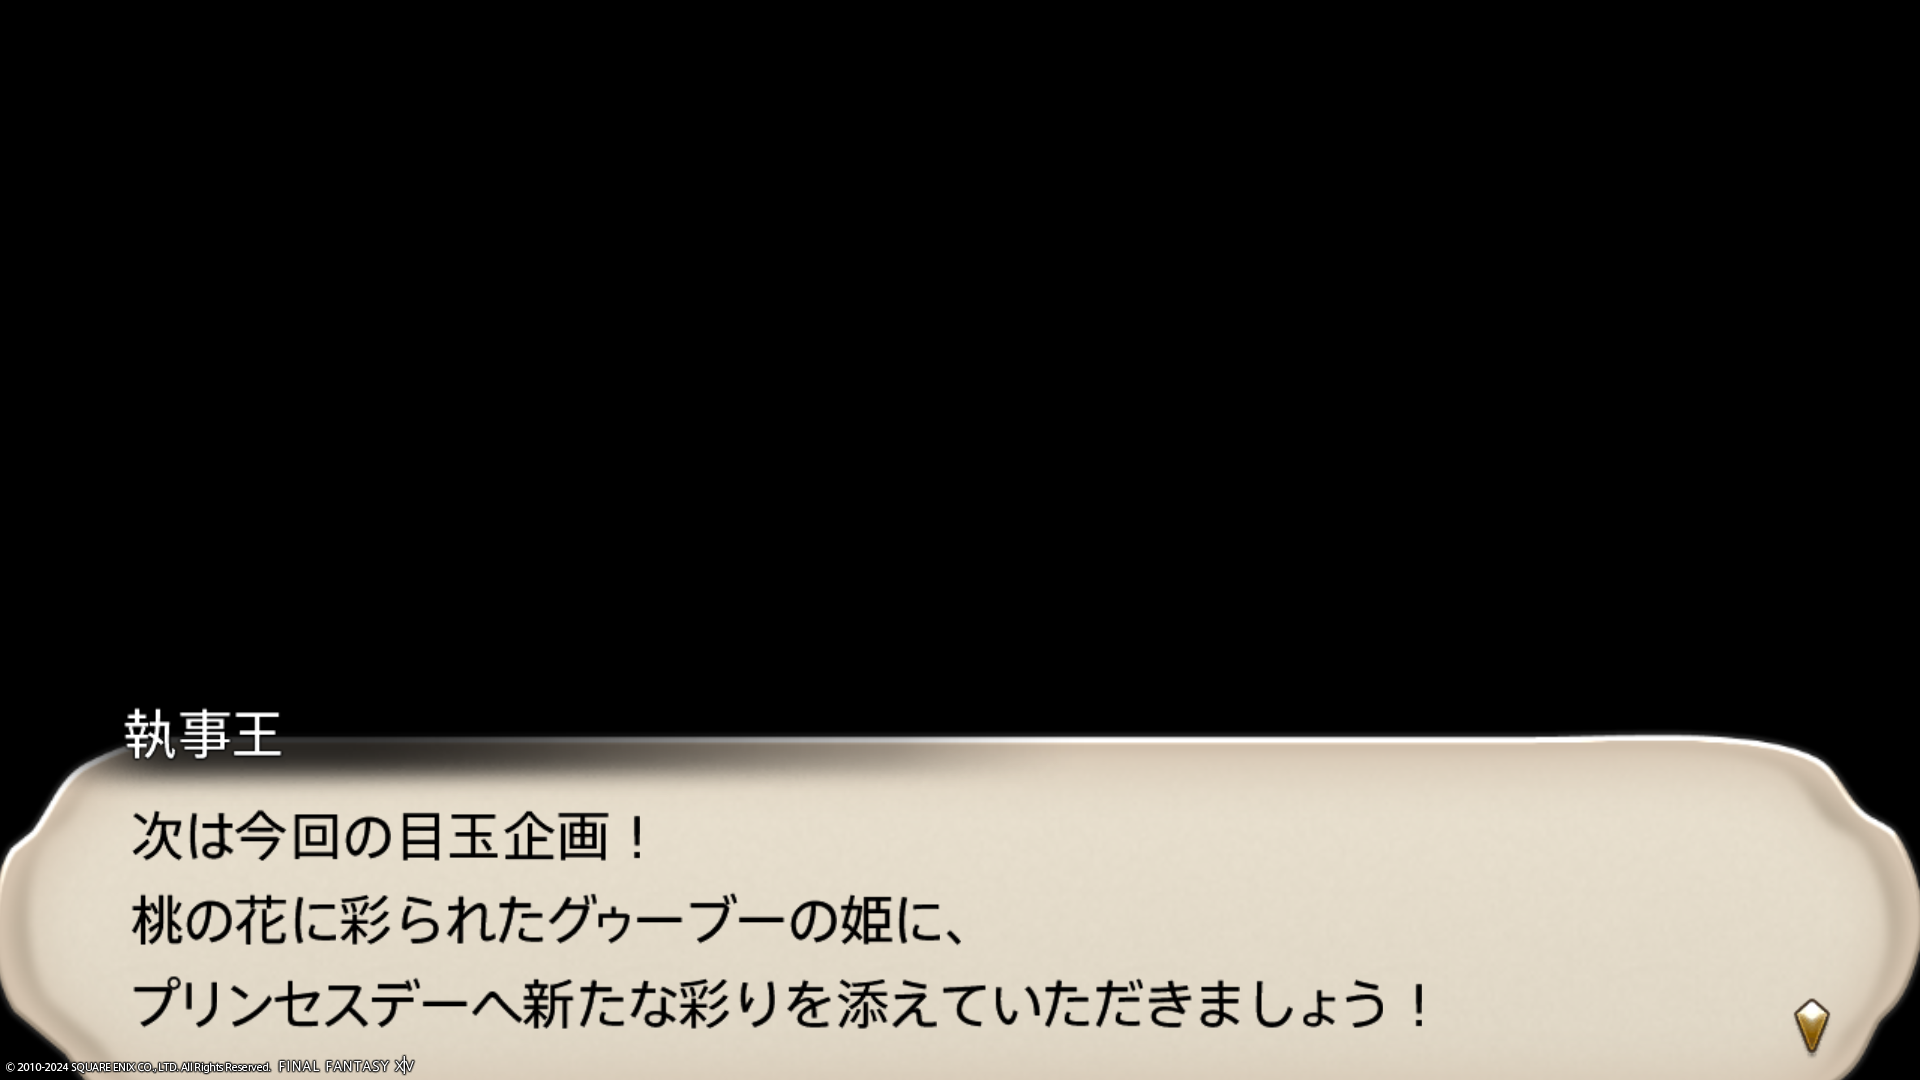 執事王
次は今回の目玉企画！
桃の花に彩られたグゥーブーの姫に、
プリンセスデーへ新たな彩りを添えていただきましょう！
© 2010-2024 SQUARE ENIX CO., LTD. All Rights Reserved. FINAL FANTASY XIV